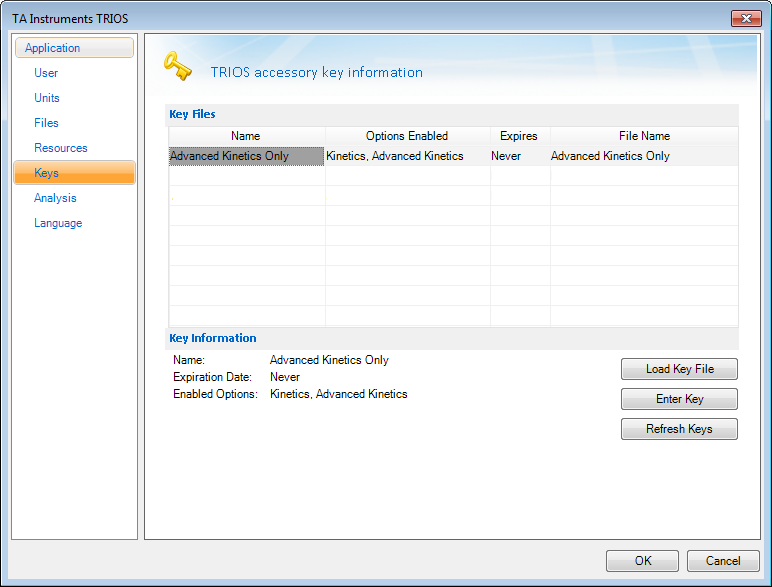 TA Instruments TRIOS
Application
User
Units
Files
Resources
Keys
Analysis
Language
TRIOS accessory key information
Key Files
Name Options Enabled Expires File Name
Advanced Kinetics Only Kinetics, Advanced Kinetics Never Advanced Kinetics Only
Key Information
Name: Advanced Kinetics Only
Expiration Date: Never
Enabled Options: Kinetics, Advanced Kinetics
Load Key File
Enter Key
Refresh Keys
OK Cancel